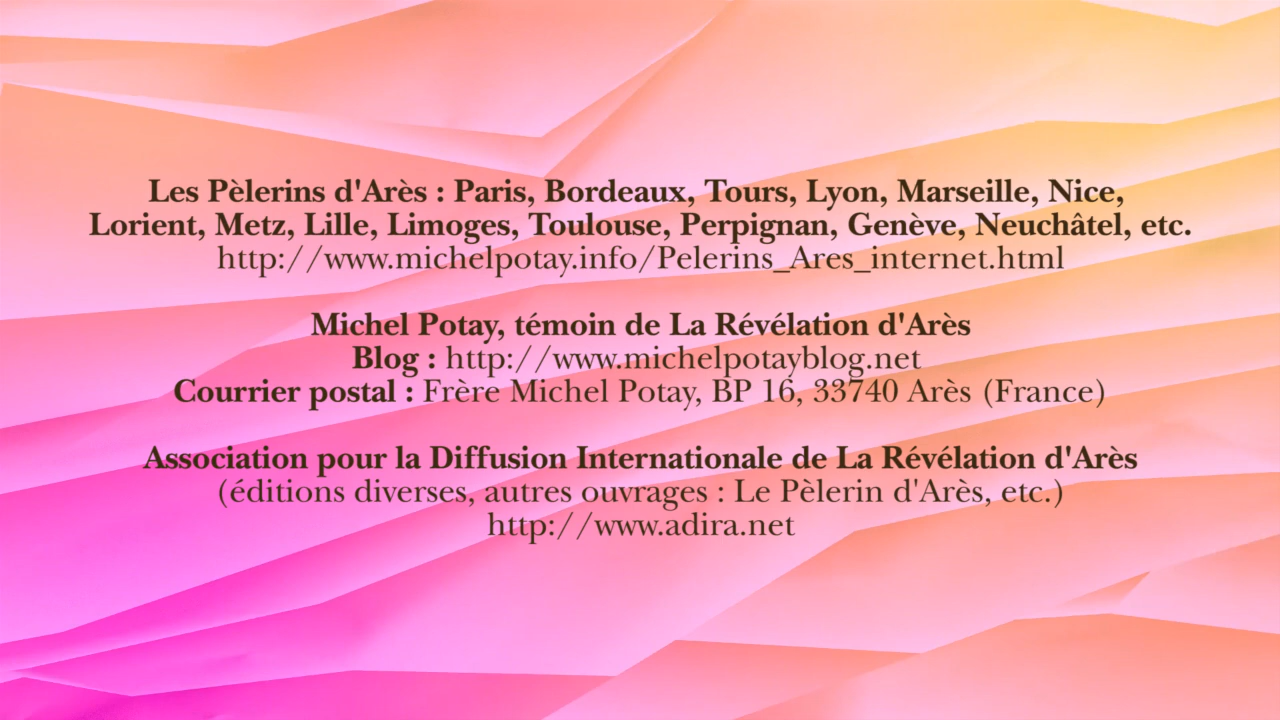 Les Pèlerins d'Arès : Paris, Bordeaux, Tours, Lyon, Marseille, Nice,
Lorient, Metz, Lille, Limoges, Toulouse, Perpignan, Genève, Neuchâtel, etc.
http://www.michelpotay.info/Pelerins_Ares_internet.html
Michel Potay, témoin de La Révélation d'Arès
Blog : http://www.michelpotayblog.net
Courrier postal : Frère Michel Potay, BP 16, 33740 Arès (France)
Association pour la Diffusion Internationale de La Révélation d'Arès
(éditions diverses, autres ouvrages : Le Pèlerin d'Arès, etc.)
http://www.adira.net